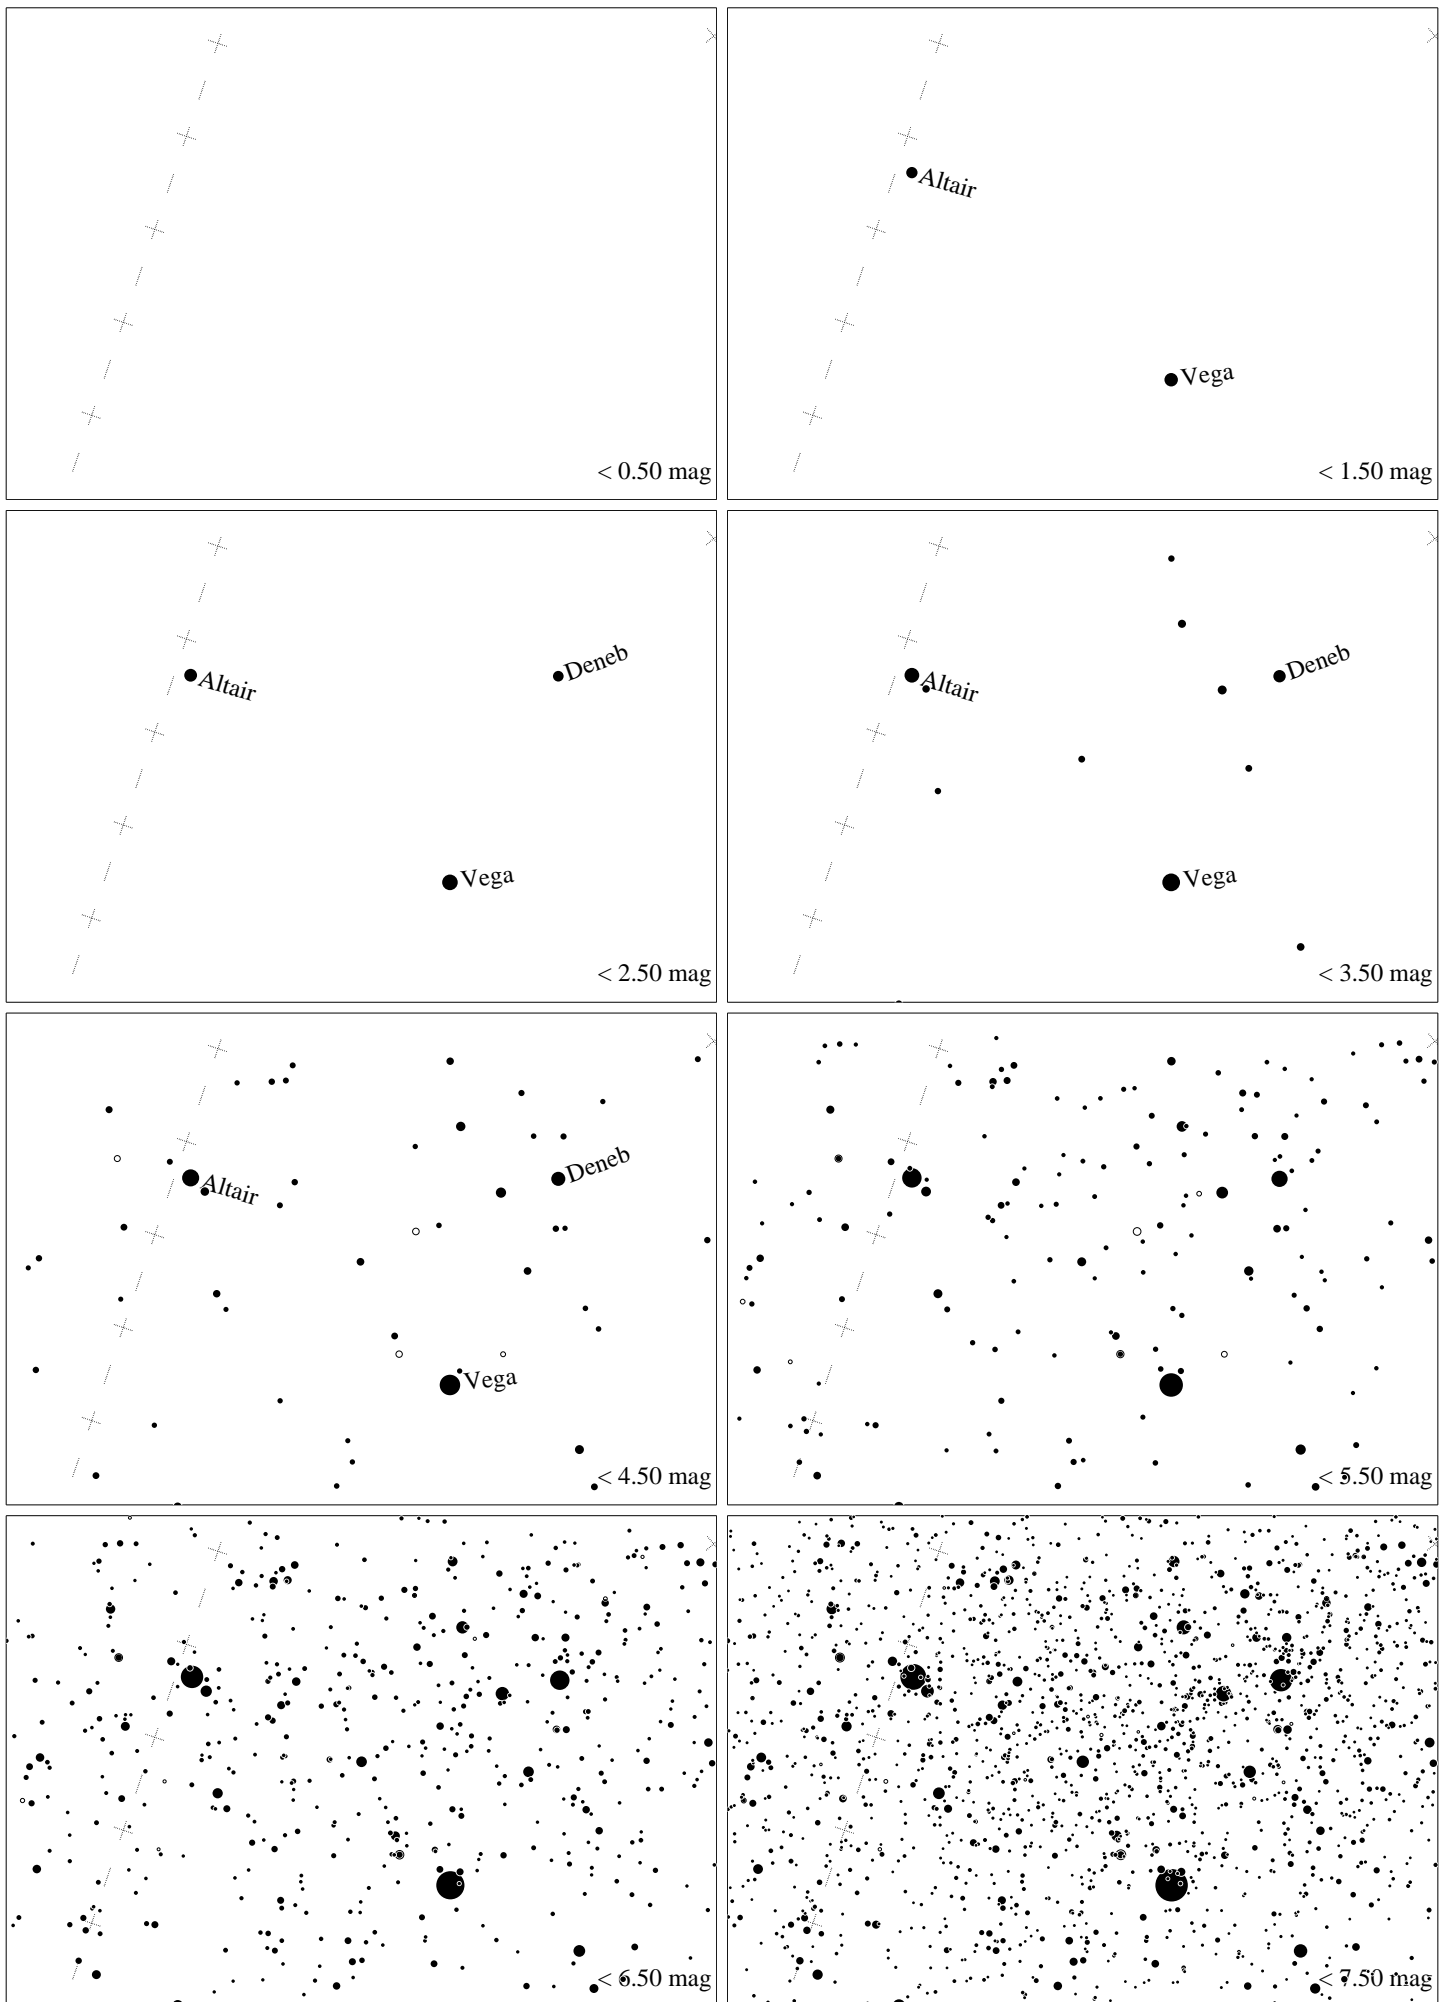 < 0.50 mag
Altair
Vega
< 1.50 mag
Altair
Deneb
Vega
< 2.50 mag
Altair
Deneb
Vega
< 3.50 mag
Altair
Deneb
Vega
< 4.50 mag
< 5.50 mag
< 6.50 mag
< 7.50 mag